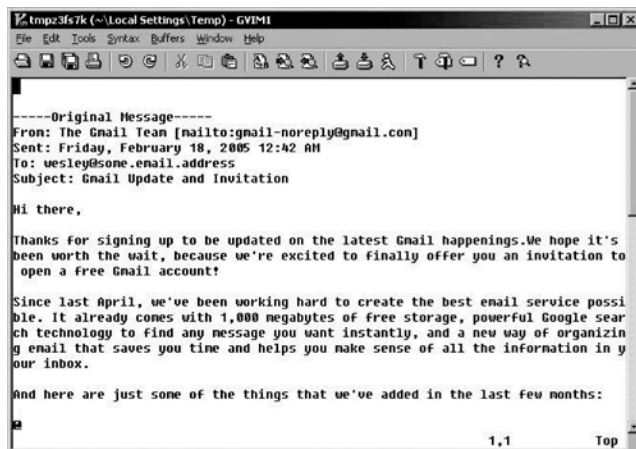 tmpz3fs7k (~\Local Settings\Temp) - GVIM1
File Edit Tools Syntax Buffers Window Help
-----Original Message-----
From: The Gmail Team [mailto:gmail-noreply@gmail.com]
Sent: Friday, February 18, 2005 12:42 AM
To: wesley@some.email.address
Subject: Gmail Update and Invitation
Hi there,
Thanks for signing up to be updated on the latest Gmail happenings.We hope it's
been worth the wait, because we're excited to finally offer you an invitation to
open a free Gmail account!
Since last April, we've been working hard to create the best email service possi
ble. It already comes with 1,000 megabytes of free storage, powerful Google sear
ch technology to find any message you want instantly, and a new way of organizin
g email that saves you time and helps you make sense of all the information in y
our inbox.
And here are just some of the things that we've added in the last few months:
@
1,1 Top